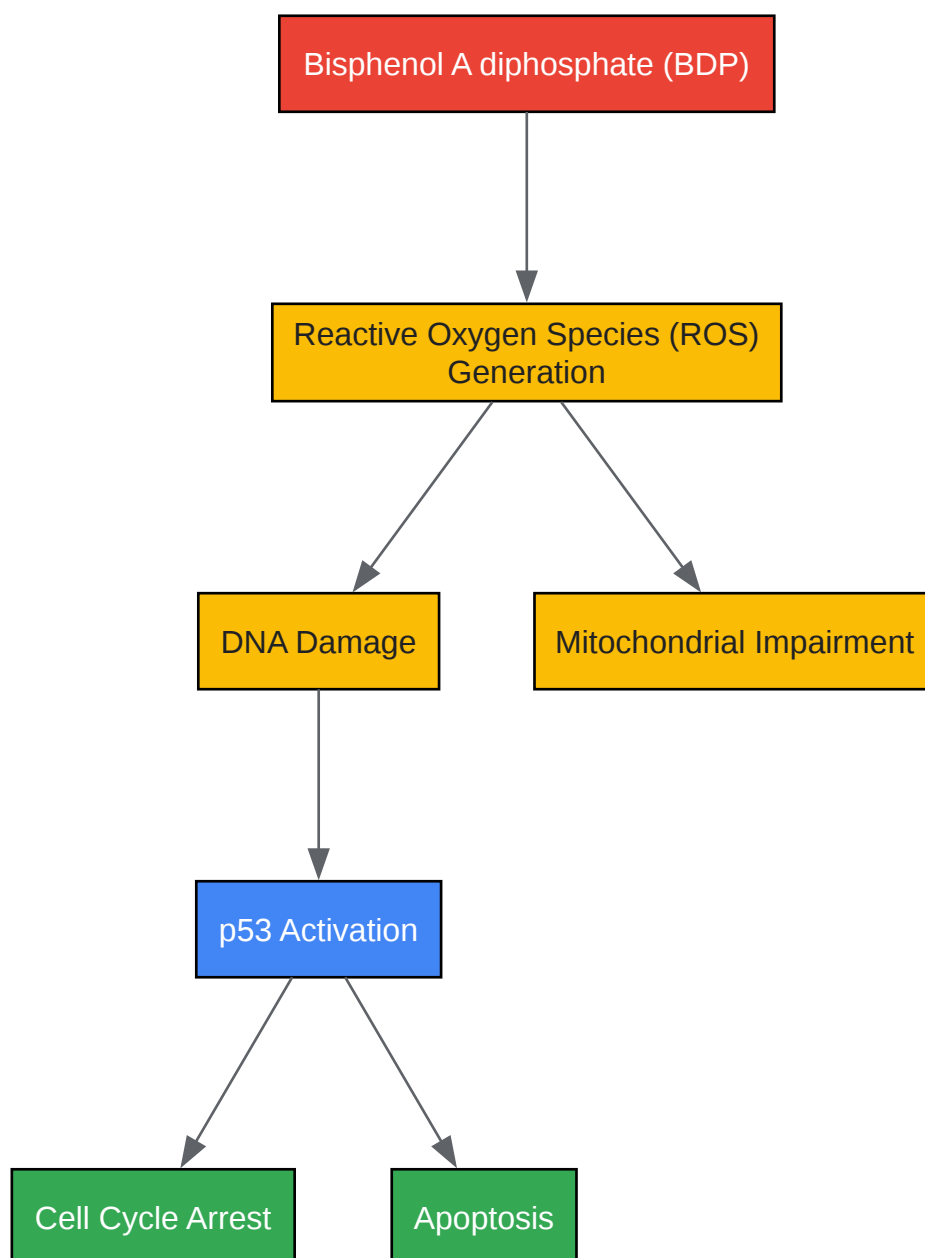 Bisphenol A diphosphate (BDP)
Reactive Oxygen Species (ROS)
Generation
DNA Damage
Mitochondrial Impairment
p53 Activation
Cell Cycle Arrest
Apoptosis